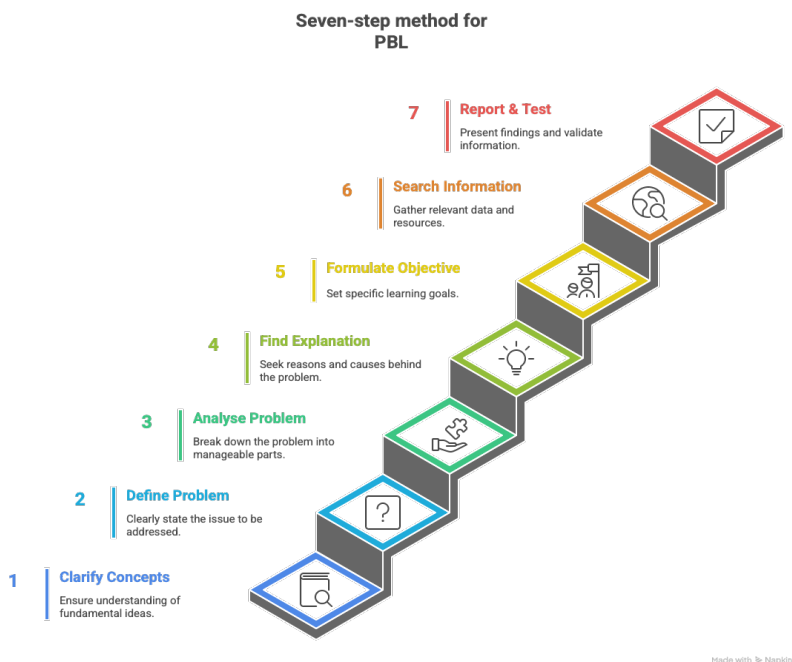 Seven-step method for
PBL
7
Report & Test
Present findings and validate
information.
6
Search Information
Gather relevant data and
resources.
5
Formulate Objective
Set specific learning goals.
4
Find Explanation
Seek reasons and causes behind
the problem.
3
Analyse Problem
Break down the problem into
manageable parts.
2
Define Problem
Clearly state the issue to be
addressed.
?
1
Clarify Concepts
Ensure understanding of
fundamental ideas.
Made with Napkin